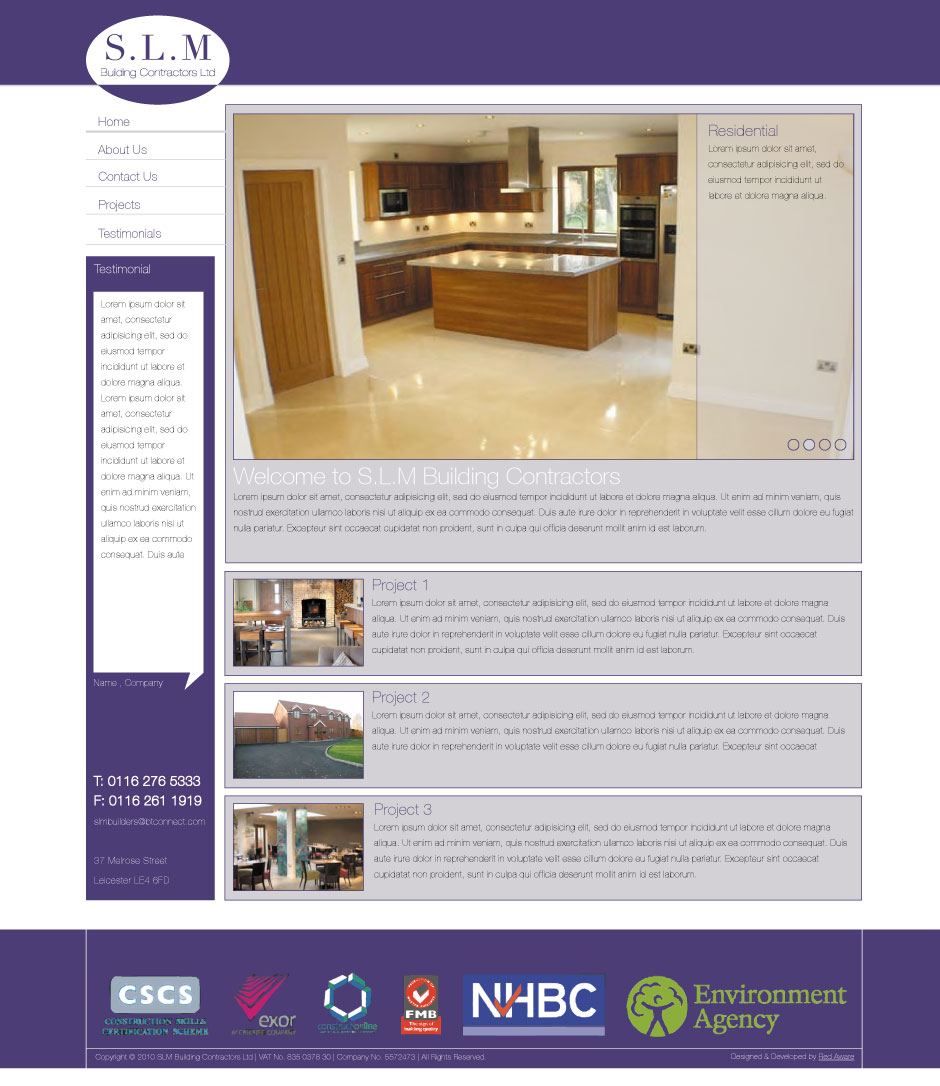 S.L.M
Building Contractors Ltd
Home
About Us
Contact Us
Projects
Testimonials
Testimonial
Lorem ipsum dolor sit
amet, consectetur
adipisicing elit, sed do
eiusmod tempor
incididunt ut labore et
dolore magna aliqua.
Lorem ipsum dolor sit
amet, consectetur
adipisicing elit, sed do
eiusmod tempor
incididunt ut labore et
dolore magna aliqua. Ut
enim ad minim veniam,
quis nostrud exercitation
ullamco laboris nisi ut
aliquip ex ea commodo
consequat. Duis aute
Name , Company
T: 0116 276 5333
F: 0116 261 1919
slmbuilders@btconnect.com
37 Melrose Street
Leicester LE4 6FD
Residential
Lorem ipsum dolor sit amet,
consectetur adipisicing elit, sed do
eiusmod tempor incididunt ut
labore et dolore magna aliqua.
Welcome to S.L.M Building Contractors
Lorem ipsum dolor sit amet, consectetur adipisicing elit, sed do eiusmod tempor incididunt ut labore et dolore magna aliqua. Ut enim ad minim veniam, quis
nostrud exercitation ullamco laboris nisi ut aliquip ex ea commodo consequat. Duis aute irure dolor in reprehenderit in voluptate velit esse cillum dolore eu fugiat
nulla pariatur. Excepteur sint occaecat cupidatat non proident, sunt in culpa qui officia deserunt mollit anim id est laborum.
Project 1
Lorem ipsum dolor sit amet, consectetur adipisicing elit, sed do eiusmod tempor incididunt ut labore et dolore magna
aliqua. Ut enim ad minim veniam, quis nostrud exercitation ullamco laboris nisi ut aliquip ex ea commodo consequat. Duis
aute irure dolor in reprehenderit in voluptate velit esse cillum dolore eu fugiat nulla pariatur. Excepteur sint occaecat
cupidatat non proident, sunt in culpa qui officia deserunt mollit anim id est laborum.
Project 2
Lorem ipsum dolor sit amet, consectetur adipisicing elit, sed do eiusmod tempor incididunt ut labore et dolore magna
aliqua. Ut enim ad minim veniam, quis nostrud exercitation ullamco laboris nisi ut aliquip ex ea commodo consequat. Duis
aute irure dolor in reprehenderit in voluptate velit esse cillum dolore eu fugiat nulla pariatur. Excepteur sint occaecat
Project 3
Lorem ipsum dolor sit amet, consectetur adipisicing elit, sed do eiusmod tempor incididunt ut labore et dolore magna
aliqua. Ut enim ad minim veniam, quis nostrud exercitation ullamco laboris nisi ut aliquip ex ea commodo consequat. Duis
aute irure dolor in reprehenderit in voluptate velit esse cillum dolore eu fugiat nulla pariatur. Excepteur sint occaecat
cupidatat non proident, sunt in culpa qui officia deserunt mollit anim id est laborum.
CSCS
CONSTRUCTION SKILLS
CERTIFICATION SCHEME
exor
constructionline
FMB
The sign of
building quality
NHBC
Environment
Agency
Copyright © 2010 SLM Building Contractors Ltd | VAT No. 835 0378 30 | Company No. 5572473 | All Rights Reserved.
Designed & Developed by Red Aware